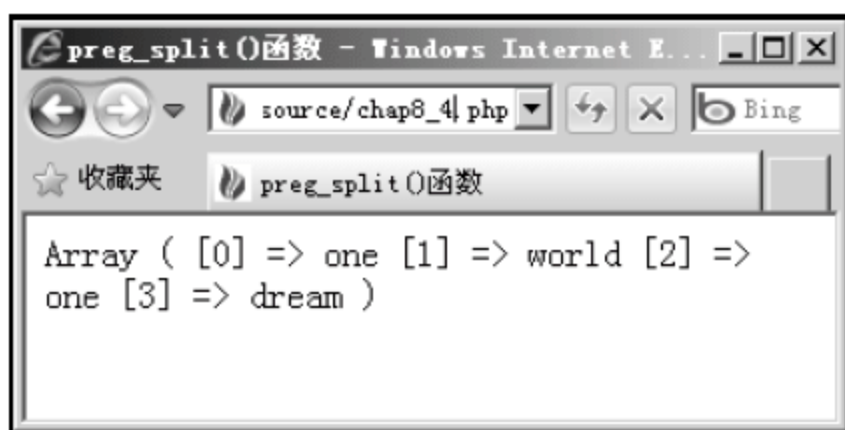 preg_split()函数 - Windows Internet E...
source/chap8_4.php
Bing
收藏夹
preg_split()函数
Array ( [0] => one [1] => world [2] =>
one [3] => dream )